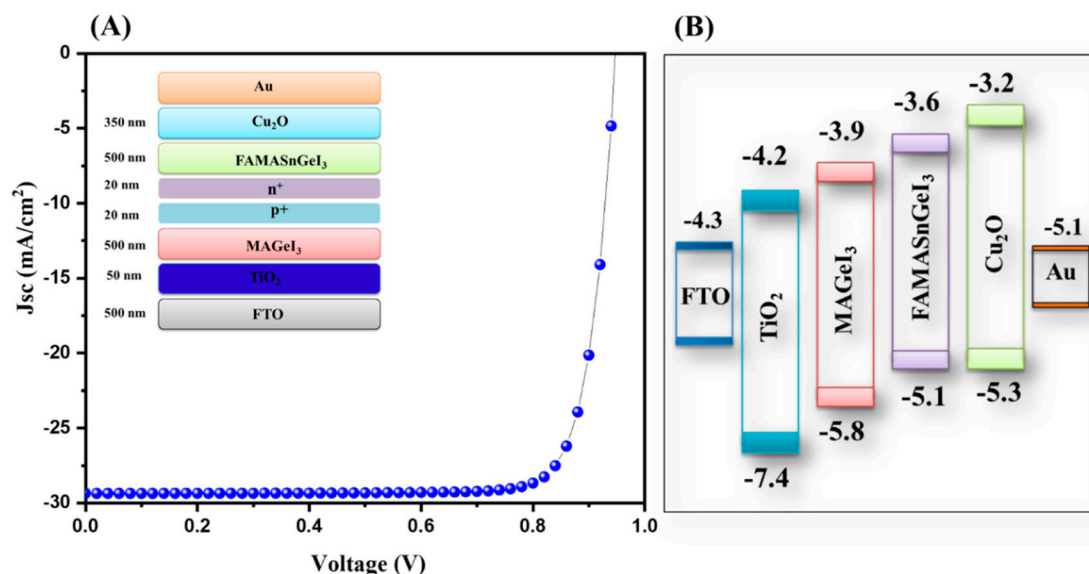 (A)
Jsc (mA/cm²)
0
-5
-10
-15
-20
-25
-30
0.0 0.2 0.4 0.6 0.8 1.0
Voltage (V)
Au
350 nm Cu₂O
500 nm FAMASnGeI₃
20 nm n⁺
20 nm p+
500 nm MAGeI₃
50 nm TiO₂
500 nm FTO
(B)
-4.3
FTO
-4.2
TiO₂
-7.4
-3.9
MAGeI₃
-5.8
-3.6
FAMASnGeI₃
-5.1
-3.2
Cu₂O
-5.3
-5.1
Au